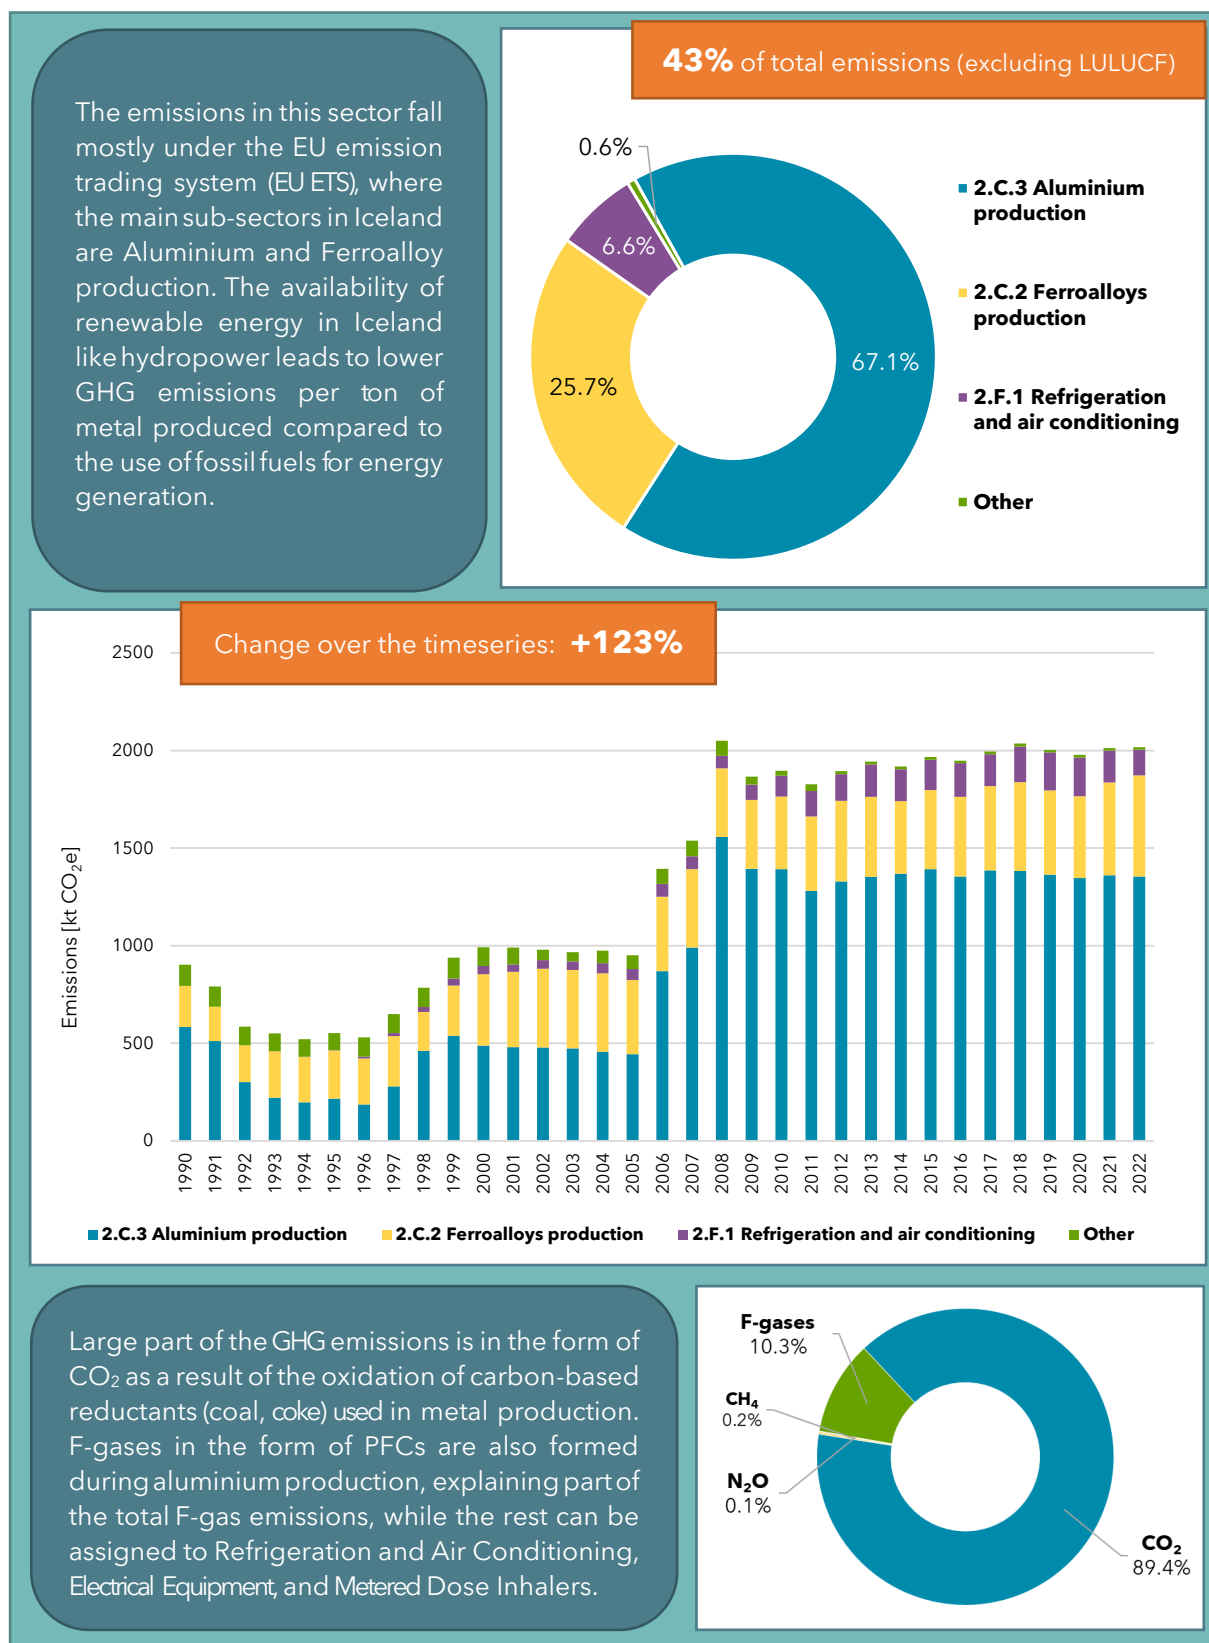 The emissions in this sector fall
mostly under the EU emission
trading system (EU ETS), where
the main sub-sectors in Iceland
are Aluminium and Ferroalloy
production. The availability of
renewable energy in Iceland
like hydropower leads to lower
GHG emissions per ton of
metal produced compared to
the use of fossil fuels for energy
generation.
43% of total emissions (excluding LULUCF)
0.6%
6.6%
25.7%
67.1%
2.C.3 Aluminium
production
2.C.2 Ferroalloys
production
2.F.1 Refrigeration
and air conditioning
Other
Change over the timeseries: +123%
Emissions [kt CO₂e]
2500
2000
1500
1000
500
0
1990 1991 1992 1993 1994 1995 1996 1997 1998 1999 2000 2001 2002 2003 2004 2005 2006 2007 2008 2009 2010 2011 2012 2013 2014 2015 2016 2017 2018 2019 2020 2021 2022
2.C.3 Aluminium production 2.C.2 Ferroalloys production 2.F.1 Refrigeration and air conditioning Other
Large part of the GHG emissions is in the form of
CO₂ as a result of the oxidation of carbon-based
reductants (coal, coke) used in metal production.
F-gases in the form of PFCs are also formed
during aluminium production, explaining part of
the total F-gas emissions, while the rest can be
assigned to Refrigeration and Air Conditioning,
Electrical Equipment, and Metered Dose Inhalers.
F-gases
10.3%
CH₄
0.2%
N₂O
0.1%
CO₂
89.4%